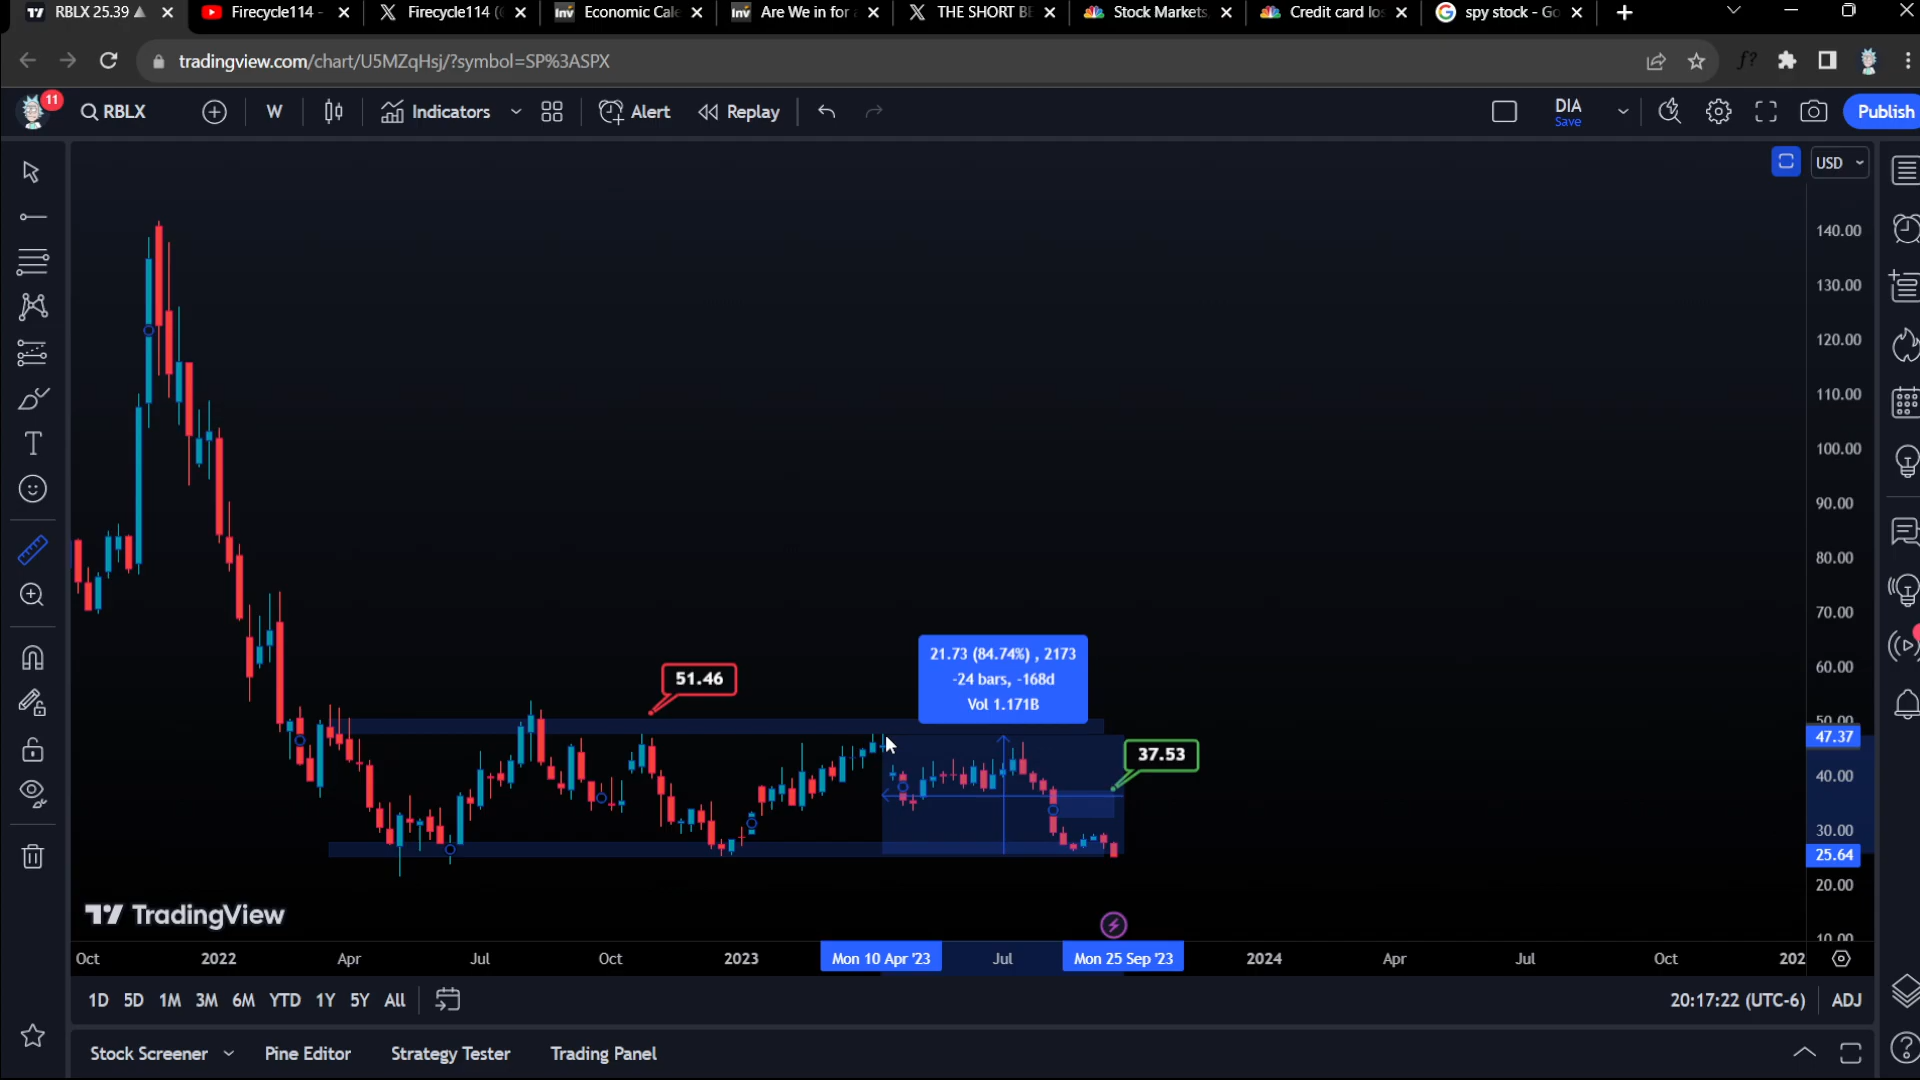 RBLX 25.39
Firecycle114 -
Firecycle114 (
Inv Economic Cale
Inv Are We in for a
THE SHORT BE
Stock Markets,
Credit card los
spy stock - Go
tradingview.com/chart/U5MZqHsj/?symbol=SP%3ASPX
f?
11
RBLX
W
Indicators
Alert
Replay
DIA
Save
Publish
USD
140.00
130.00
120.00
110.00
100.00
90.00
80.00
70.00
60.00
50.00
47.37
40.00
30.00
25.64
20.00
10.00
51.46
21.73 (84.74%) , 2173
-24 bars, -168d
Vol 1.171B
37.53
TradingView
Oct 2022 Apr Jul Oct 2023 Mon 10 Apr '23 Jul Mon 25 Sep '23 2024 Apr Jul Oct 202
1D 5D 1M 3M 6M YTD 1Y 5Y All
20:17:22 (UTC-6) ADJ
Stock Screener Pine Editor Strategy Tester Trading Panel